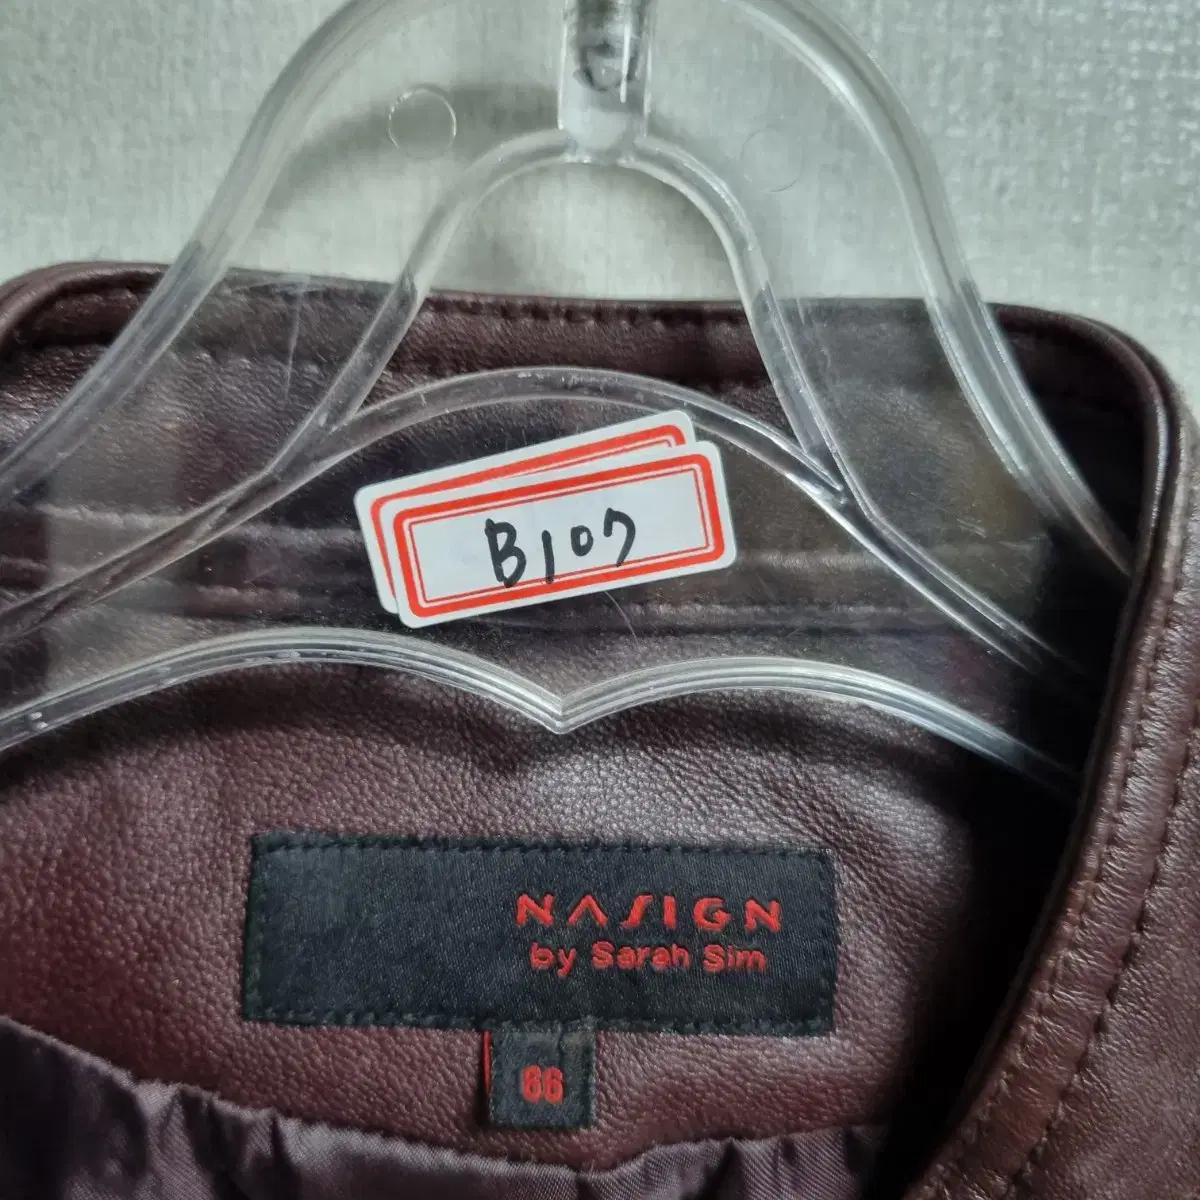 B107
NASIGN
by Sarah Sim
66